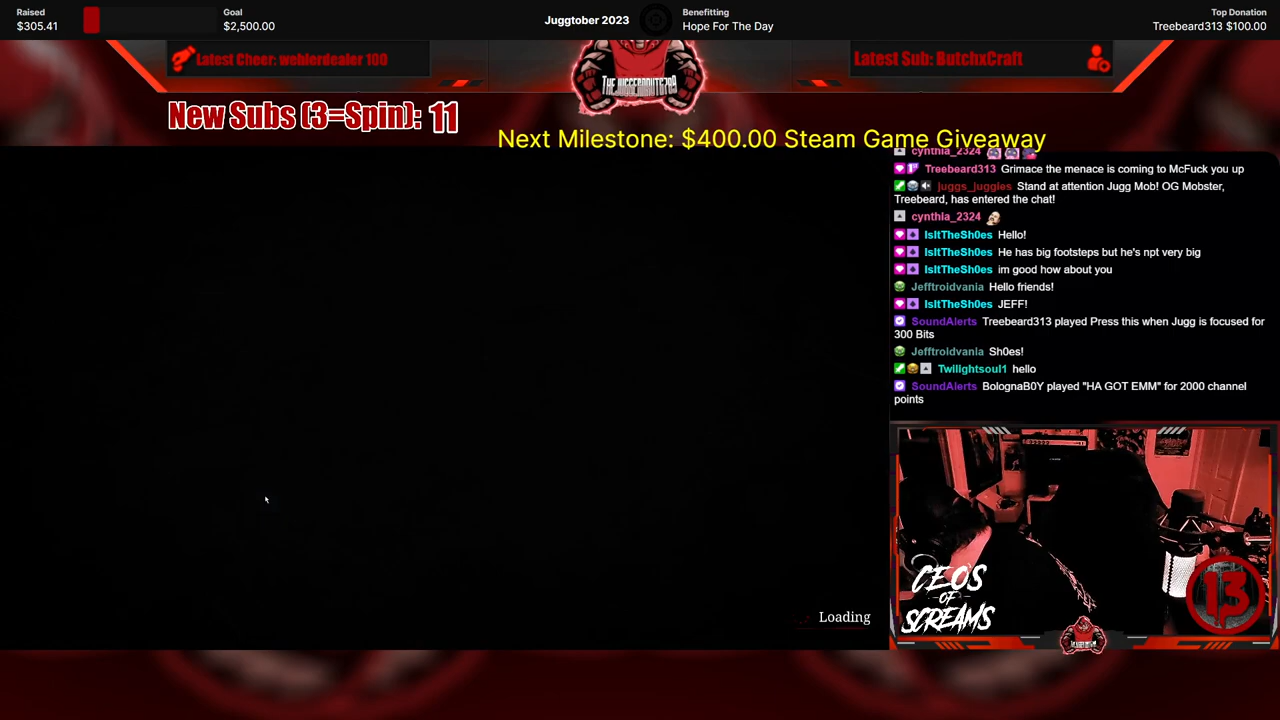 Raised
$305.41
Goal
$2,500.00
Juggtober 2023
Benefitting
Hope For The Day
Top Donation
Treebeard313 $100.00
Latest Cheer: wehlerdealer 100
THEJUGGERNAUT6789
Latest Sub: ButchxCraft
New Subs (3=Spin): 11
Next Milestone: $400.00 Steam Game Giveaway
cynthia_2324
Treebeard313 Grimace the menace is coming to McFuck you up
juggs_juggies Stand at attention Jugg Mob! OG Mobster,
Treebeard, has entered the chat!
cynthia_2324
IsItTheSh0es Hello!
IsItTheSh0es He has big footsteps but he's npt very big
IsItTheSh0es im good how about you
Jefftroidvania Hello friends!
IsItTheSh0es JEFF!
SoundAlerts Treebeard313 played Press this when Jugg is focused for
300 Bits
Jefftroidvania Sh0es!
Twilightsoul1 hello
SoundAlerts BolognaB0Y played "HA GOT EMM" for 2000 channel
points
Loading
CEOS
OF
SCREAMS
13